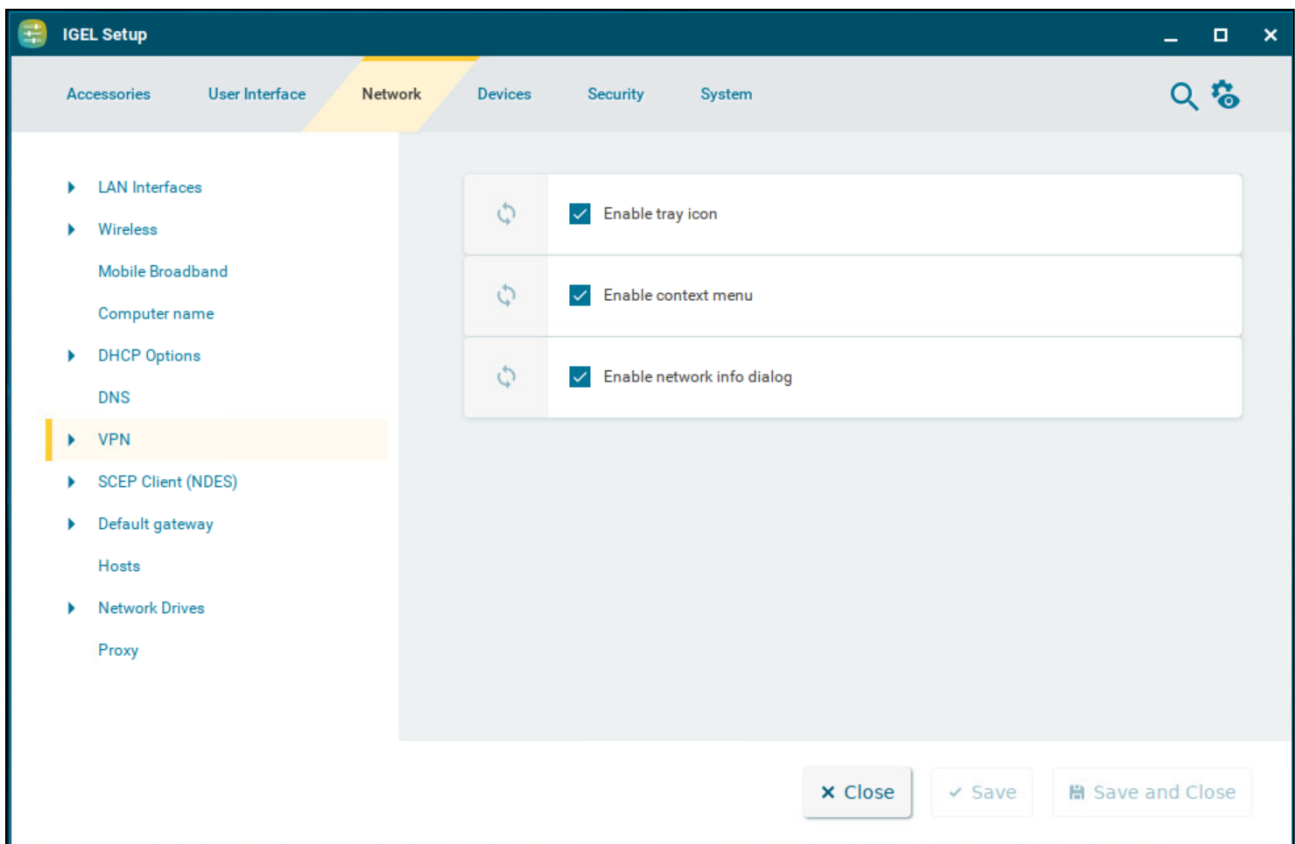 IGEL Setup
Accessories User Interface Network Devices Security System
LAN Interfaces
Wireless
Mobile Broadband
Computer name
DHCP Options
DNS
VPN
SCEP Client (NDES)
Default gateway
Hosts
Network Drives
Proxy
Enable tray icon
Enable context menu
Enable network info dialog
Close Save Save and Close